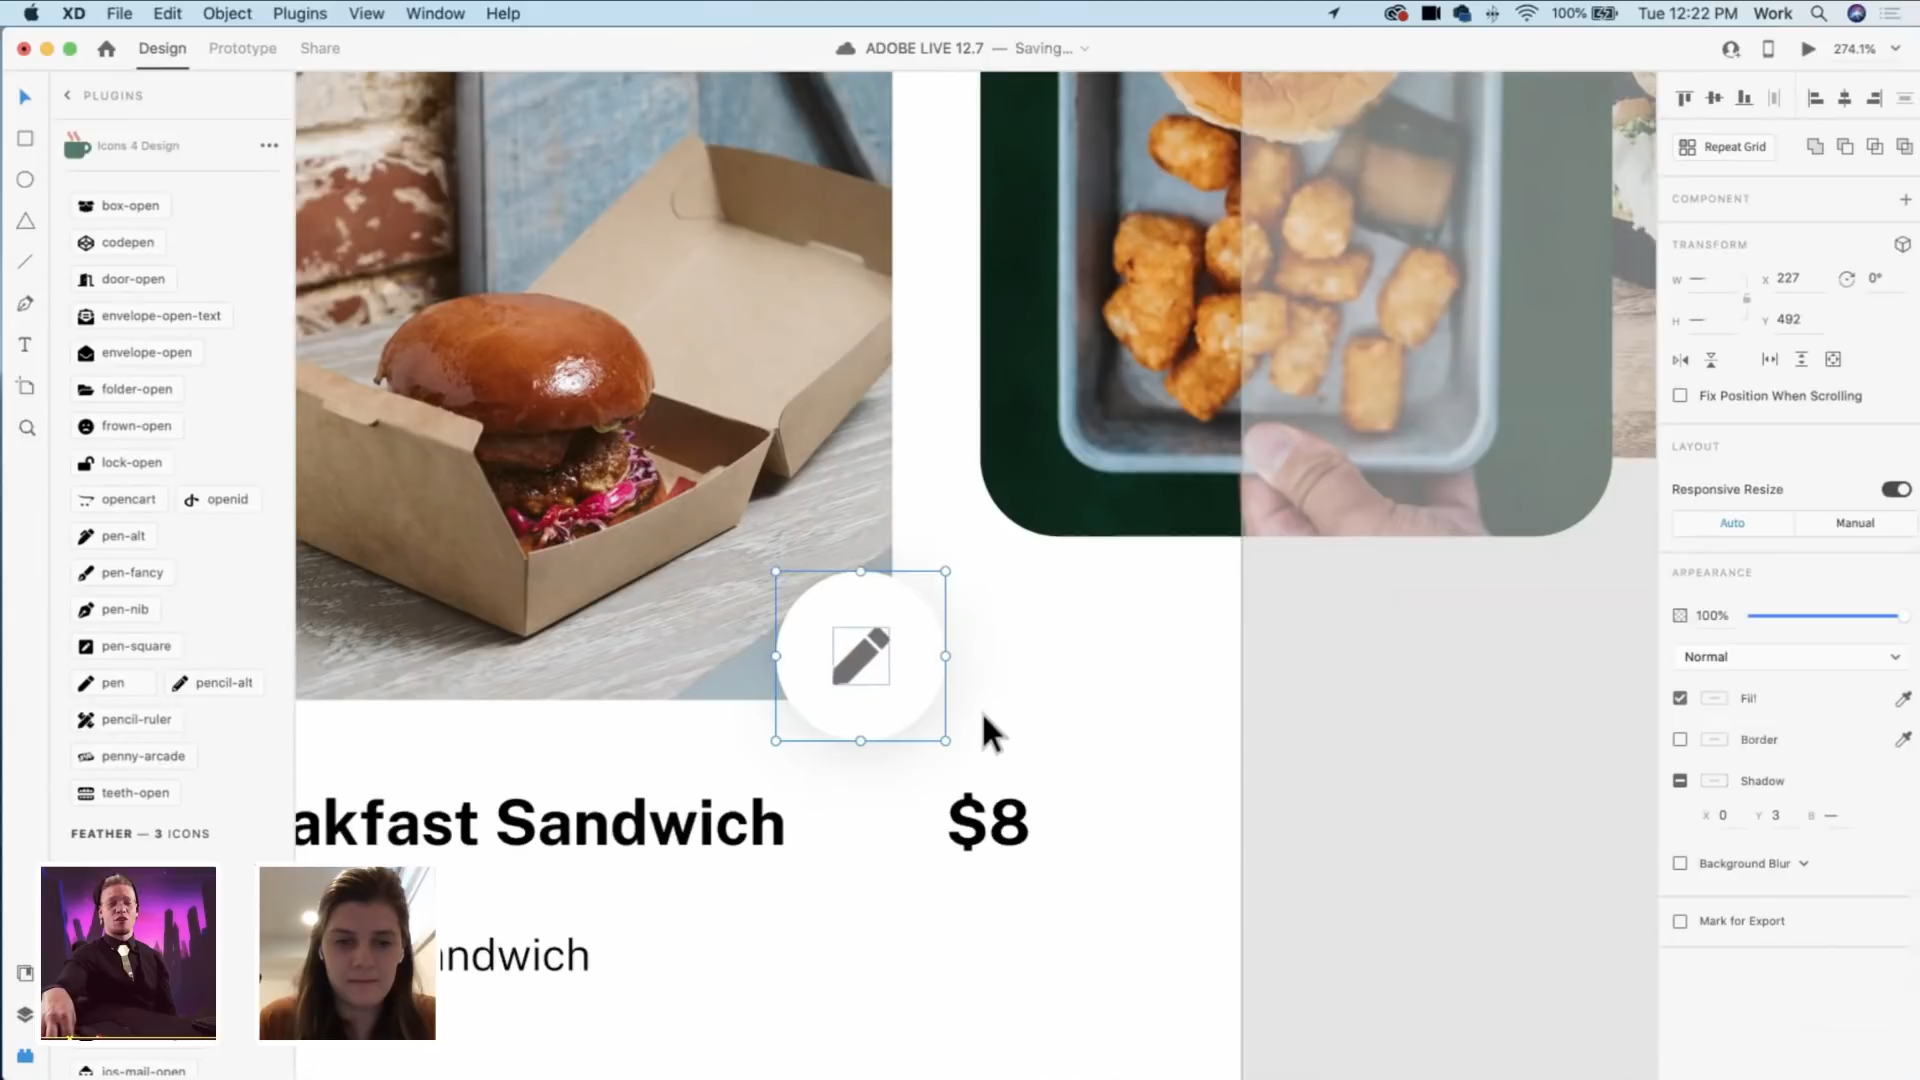 XD File Edit Object Plugins View Window Help 100% Tue 12:22 PM Work
Design Prototype Share ADOBE LIVE 12.7 — Saving... 274.1%
PLUGINS
Icons 4 Design
box-open
codepen
door-open
envelope-open-text
envelope-open
folder-open
frown-open
lock-open
opencart openid
pen-alt
pen-fancy
pen-nib
pen-square
pen pencil-alt
pencil-ruler
penny-arcade
teeth-open
FEATHER — 3 ICONS
ios-mail-open
akfast Sandwich $8
andwich
Repeat Grid
COMPONENT
TRANSFORM
W — X 227 0°
H — Y 492
Fix Position When Scrolling
LAYOUT
Responsive Resize
Auto Manual
APPEARANCE
100%
Normal
Fill
Border
Shadow
X 0 Y 3 B —
Background Blur
Mark for Export